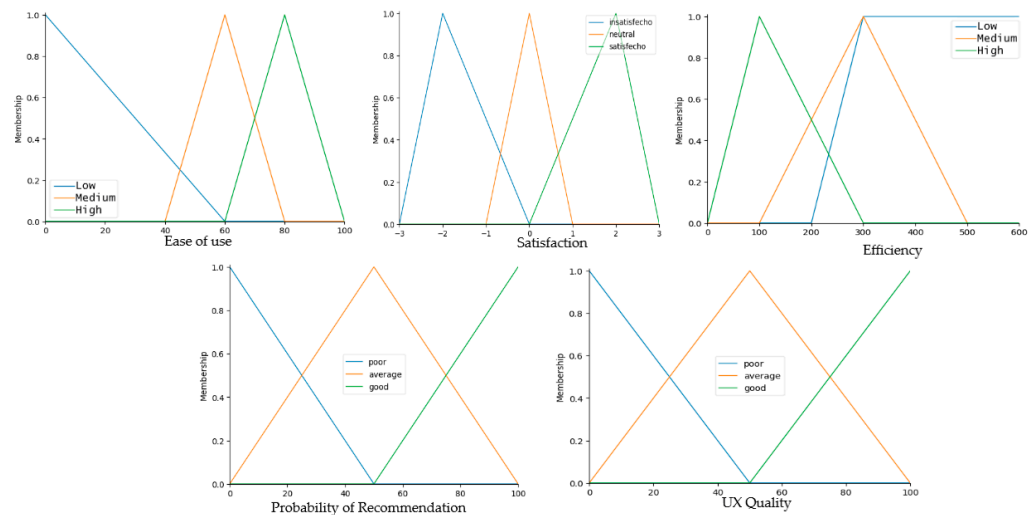 Membership
1.0
0.8
0.6
0.4
0.2
0.0
Low
Medium
High
0 20 40 60 80 100
Ease of use
Membership
1.0
0.8
0.6
0.4
0.2
0.0
insatisfecho
neutral
satisfecho
−3 −2 −1 0 1 2 3
Satisfaction
Membership
1.0
0.8
0.6
0.4
0.2
0.0
Low
Medium
High
0 100 200 300 400 500 600
Efficiency
Membership
1.0
0.8
0.6
0.4
0.2
0.0
poor
average
good
0 20 40 60 80 100
Probability of Recommendation
Membership
1.0
0.8
0.6
0.4
0.2
0.0
poor
average
good
0 20 40 60 80 100
UX Quality